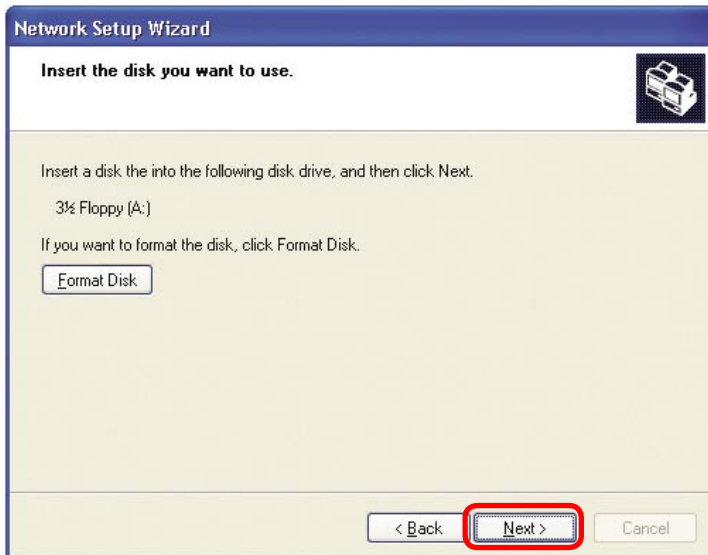 Network Setup Wizard
Insert the disk you want to use.
Insert a disk the into the following disk drive, and then click Next.
3½ Floppy (A:)
If you want to format the disk, click Format Disk.
Format Disk
< Back Next > Cancel